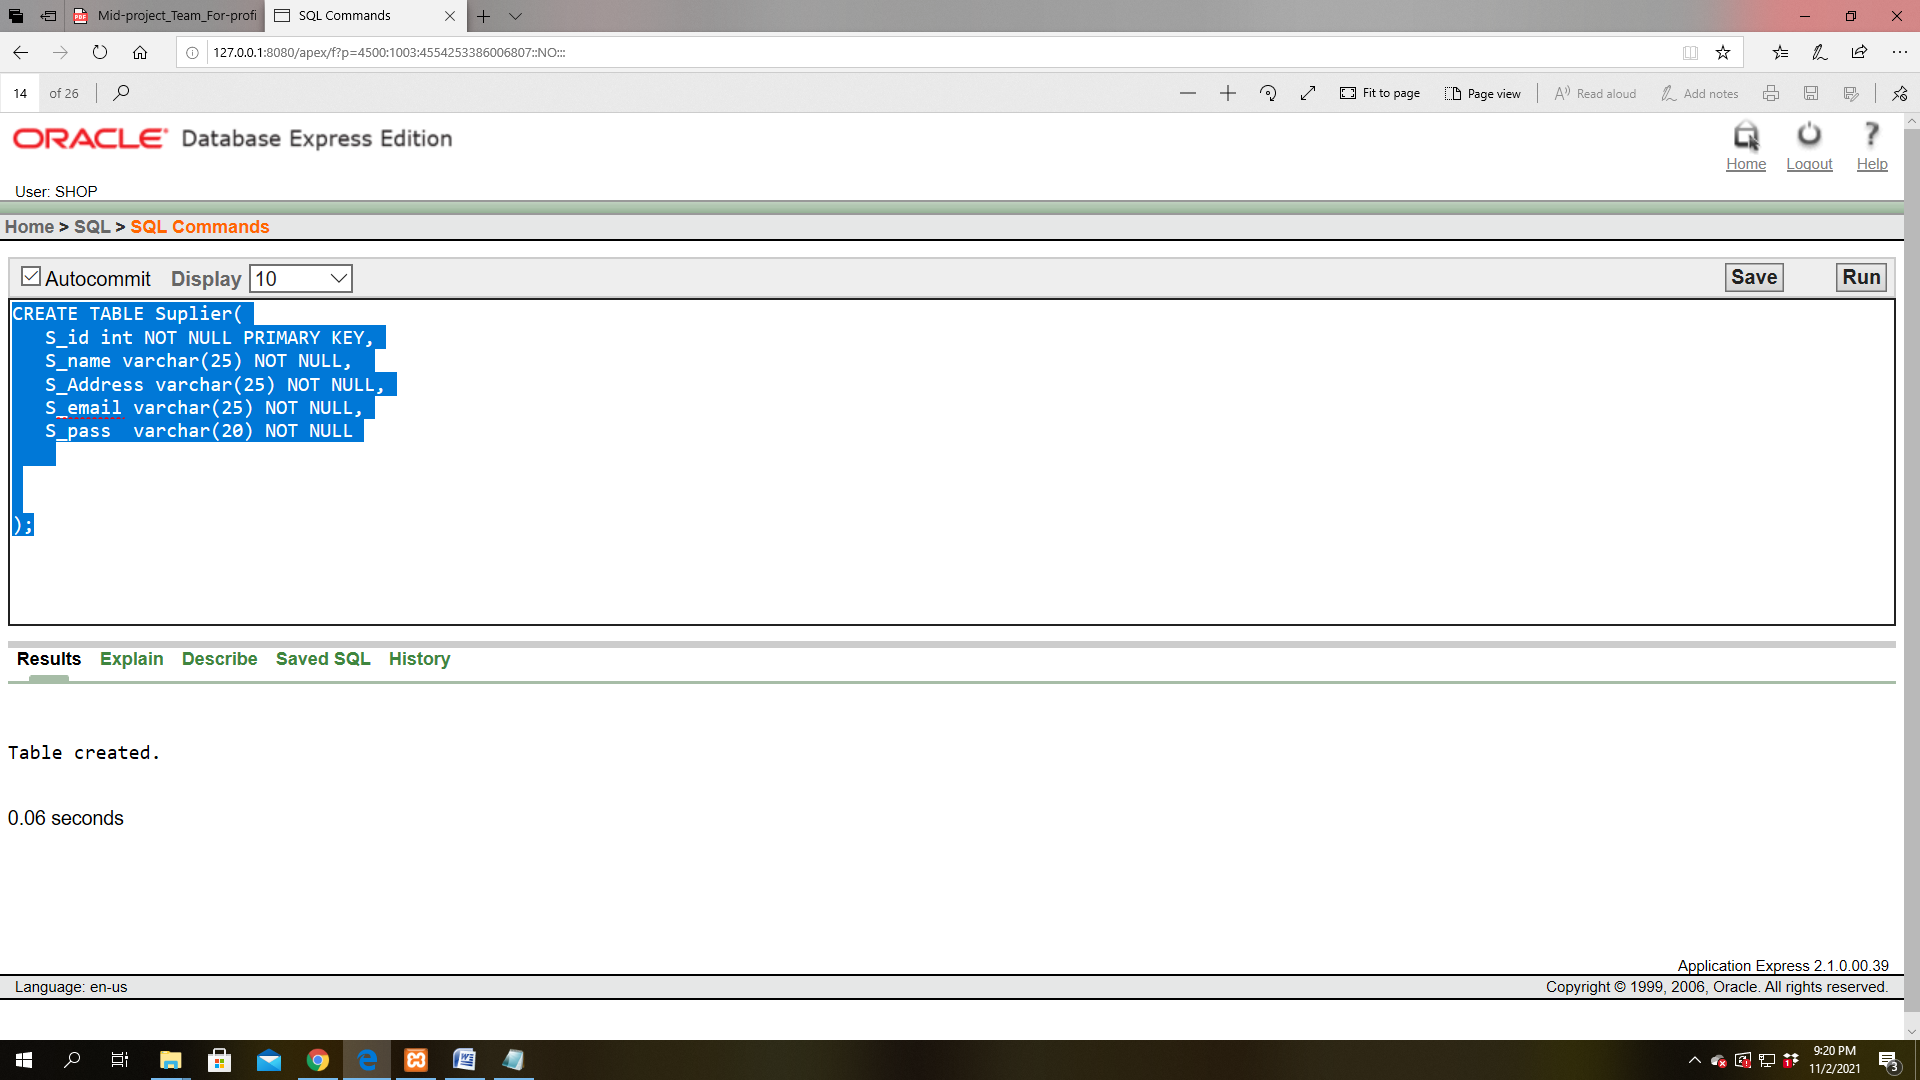 Mid-project_Team_For-profi
SQL Commands
127.0.0.1:8080/apex/f?p=4500:1003:4554253386006807::NO:::
14 of 26
Fit to page
Page view
Read aloud
Add notes
ORACLE Database Express Edition
Home Logout Help
User: SHOP
Home > SQL > SQL Commands
Autocommit Display 10
Save Run
CREATE TABLE Suplier(
S_id int NOT NULL PRIMARY KEY,
S_name varchar(25) NOT NULL,
S_Address varchar(25) NOT NULL,
S_email varchar(25) NOT NULL,
S_pass  varchar(20) NOT NULL
);
Results Explain Describe Saved SQL History
Table created.
0.06 seconds
Application Express 2.1.0.00.39
Language: en-us
Copyright © 1999, 2006, Oracle. All rights reserved.
9:20 PM
11/2/2021
3